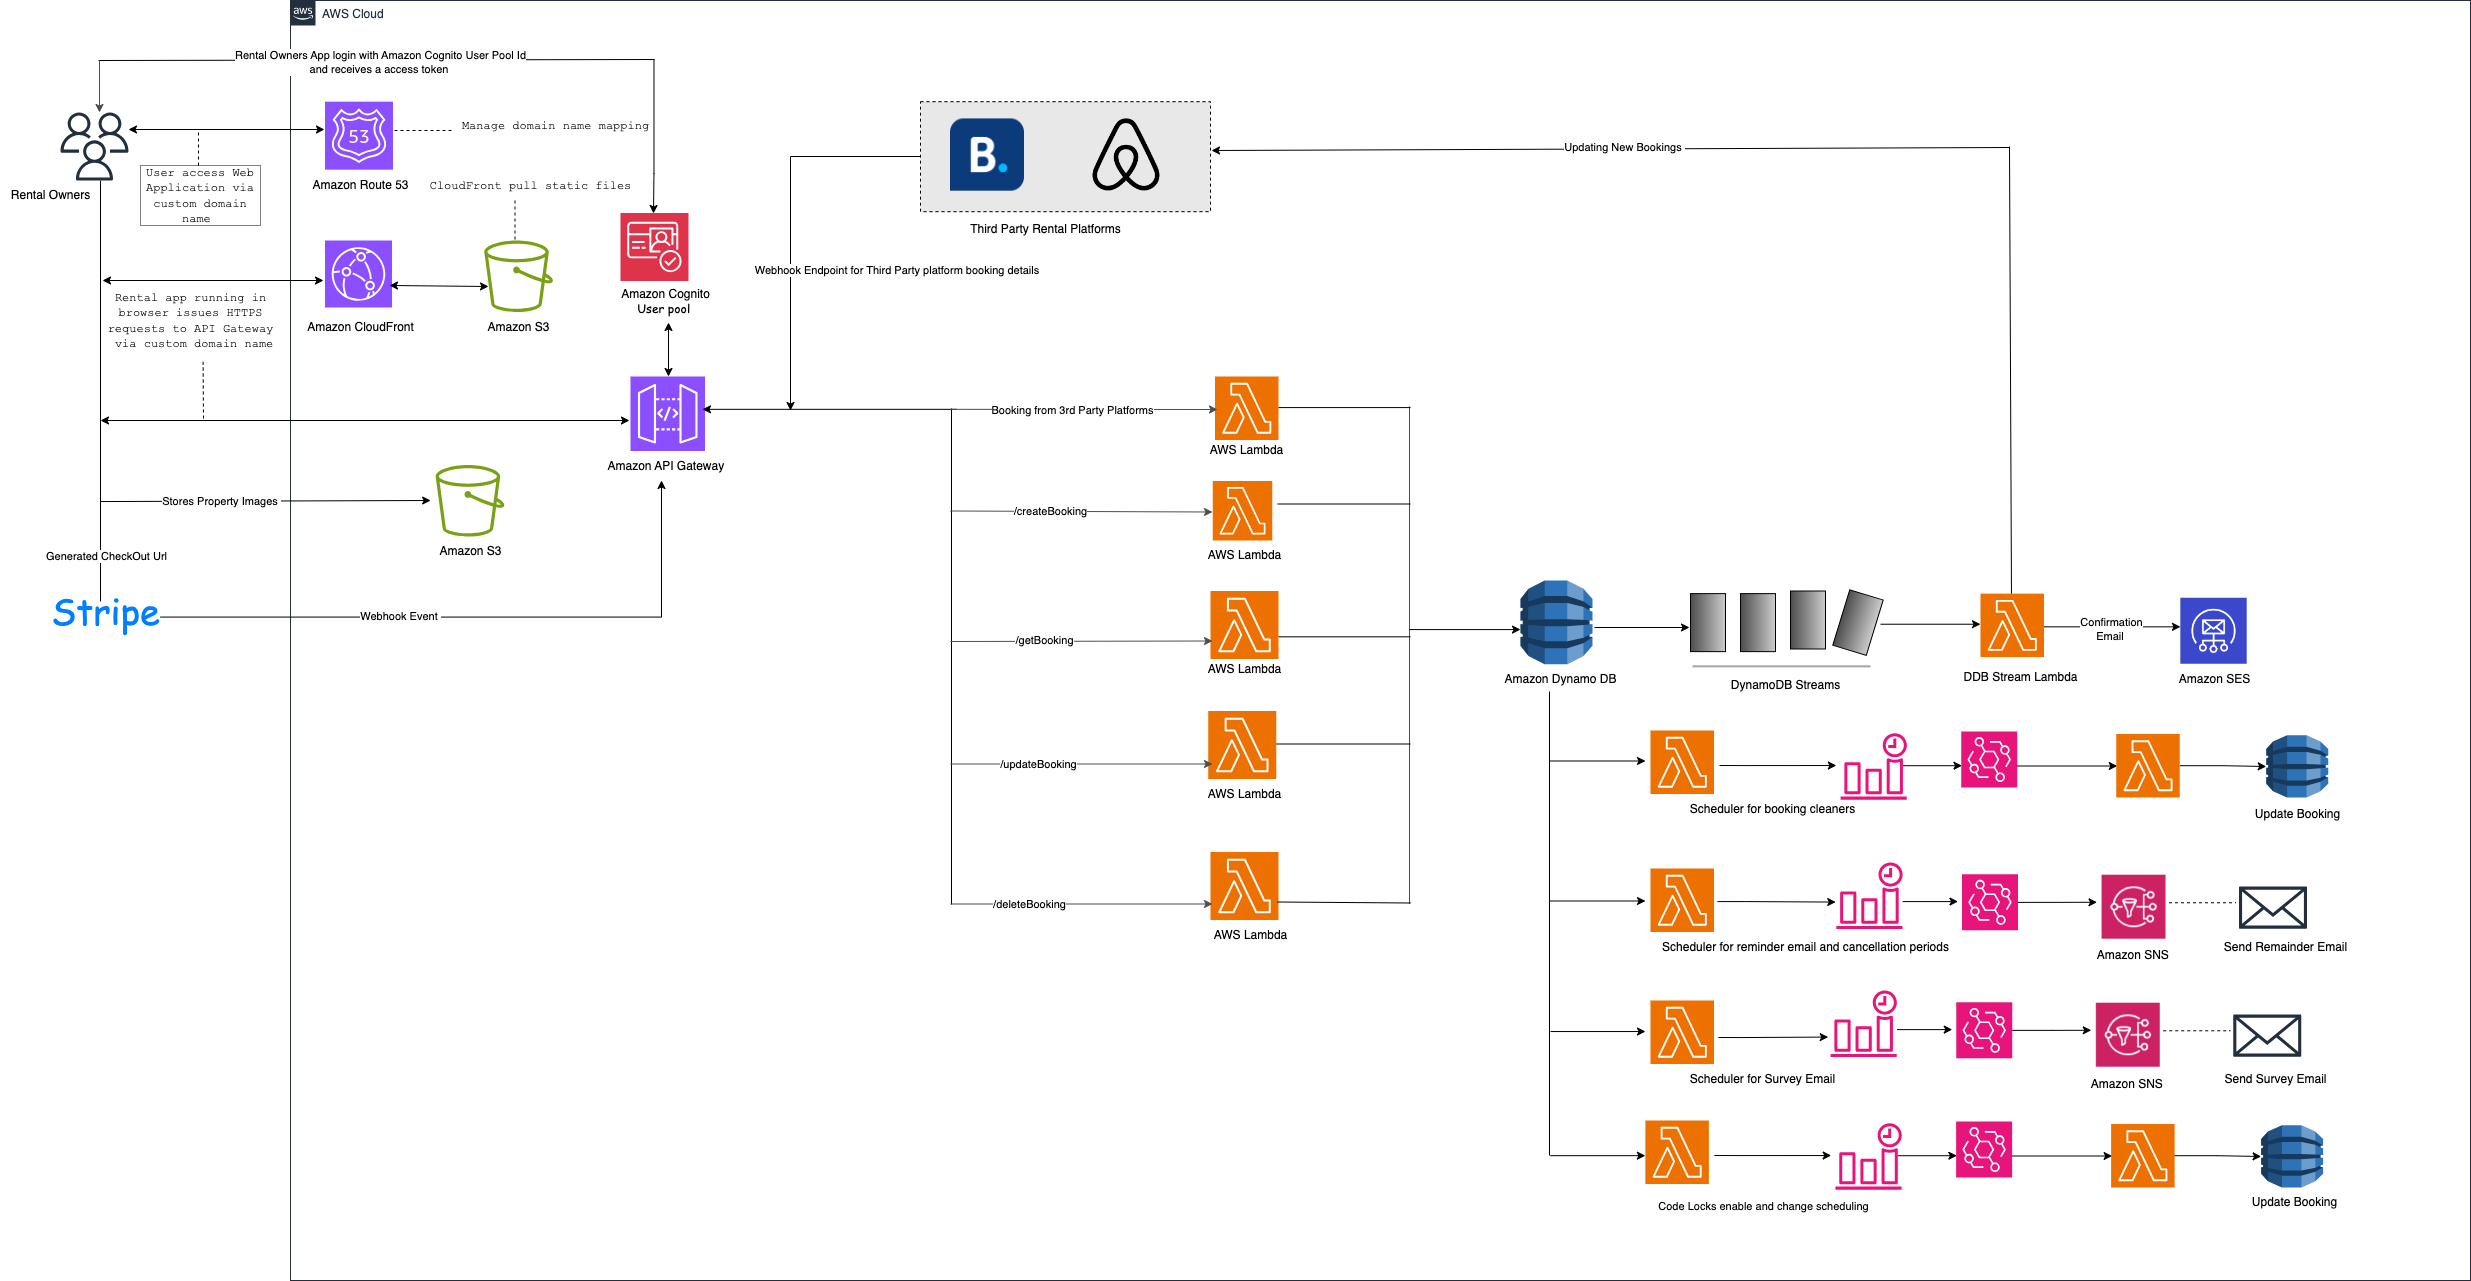 aws
AWS Cloud
Rental Owners App login with Amazon Cognito User Pool Id
and receives a access token
53
Manage domain name mapping
User access Web
Application via
custom domain
name
Rental Owners
Amazon Route 53
CloudFront pull static files
B.
Third Party Rental Platforms
Updating New Bookings
Webhook Endpoint for Third Party platform booking details
Amazon Cognito
User pool
Rental app running in
browser issues HTTPS
requests to API Gateway
via custom domain name
Amazon CloudFront
Amazon S3
</>
Amazon API Gateway
Booking from 3rd Party Platforms
AWS Lambda
Stores Property Images
Amazon S3
/createBooking
AWS Lambda
Generated CheckOut Url
Stripe
Webhook Event
/getBooking
AWS Lambda
/updateBooking
AWS Lambda
/deleteBooking
AWS Lambda
Amazon Dynamo DB
DynamoDB Streams
DDB Stream Lambda
Confirmation
Email
Amazon SES
Scheduler for booking cleaners
Update Booking
Scheduler for reminder email and cancellation periods
Amazon SNS
Send Remainder Email
Scheduler for Survey Email
Amazon SNS
Send Survey Email
Code Locks enable and change scheduling
Update Booking